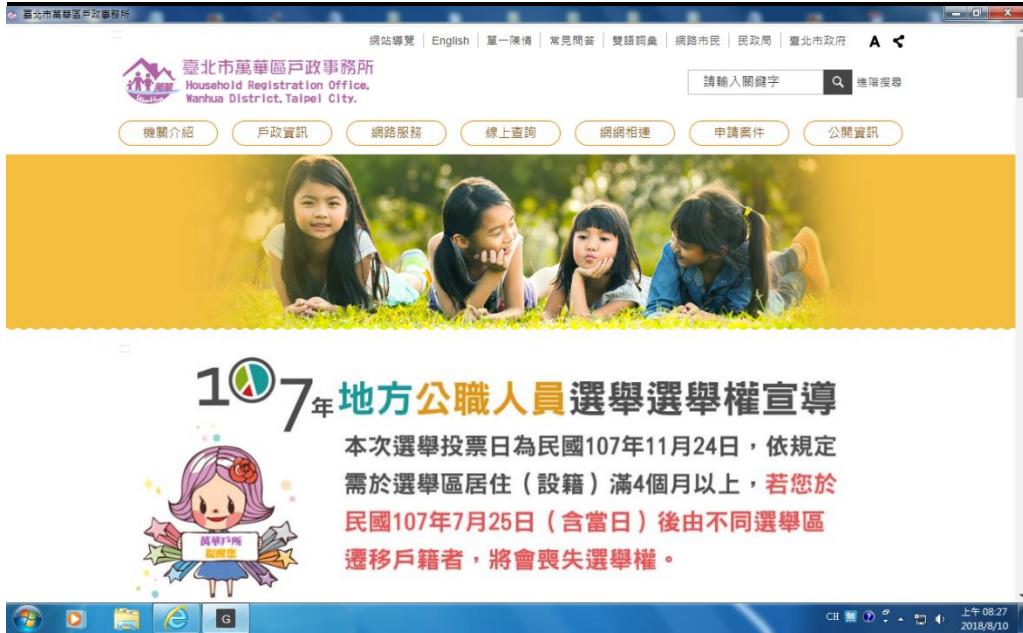 臺北市萬華區戶政事務所
網站導覽 | English | 單一陳情 | 常見問答 | 雙語詞彙 | 網路市民 | 民政局 | 臺北市政府 A
臺北市萬華區戶政事務所
Household Registration Office,
Wanhua District, Taipei City.
萬華
請輸入關鍵字
進階搜尋
機關介紹 戶政資訊 網路服務 線上查詢 網網相連 申請案件 公開資訊
107年地方公職人員選舉選舉權宣導
本次選舉投票日為民國107年11月24日，依規定
需於選舉區居住（設籍）滿4個月以上，若您於
民國107年7月25日（含當日）後由不同選舉區
遷移戶籍者，將會喪失選舉權。
萬華戶所
提醒您
G
CH
上午 08:27
2018/8/10